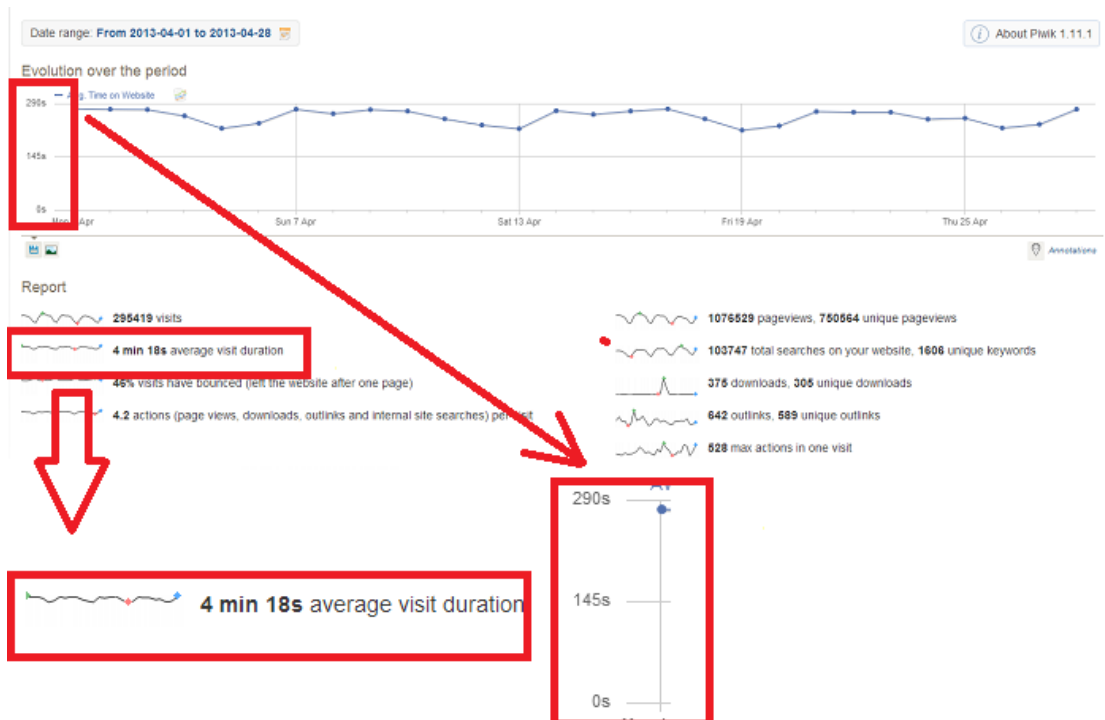 Date range: From 2013-04-01 to 2013-04-28
About Piwik 1.11.1
Evolution over the period
Avg. Time on Website
290s
145s
0s
Mon Apr
Sun 7 Apr
Sat 13 Apr
Fri 19 Apr
Thu 25 Apr
Annotations
Report
295419 visits
4 min 18s average visit duration
46% visits have bounced (left the website after one page)
4.2 actions (page views, downloads, outlinks and internal site searches) per visit
1076529 pageviews, 750564 unique pageviews
103747 total searches on your website, 1606 unique keywords
375 downloads, 305 unique downloads
642 outlinks, 589 unique outlinks
528 max actions in one visit
4 min 18s average visit duration
290s
145s
0s